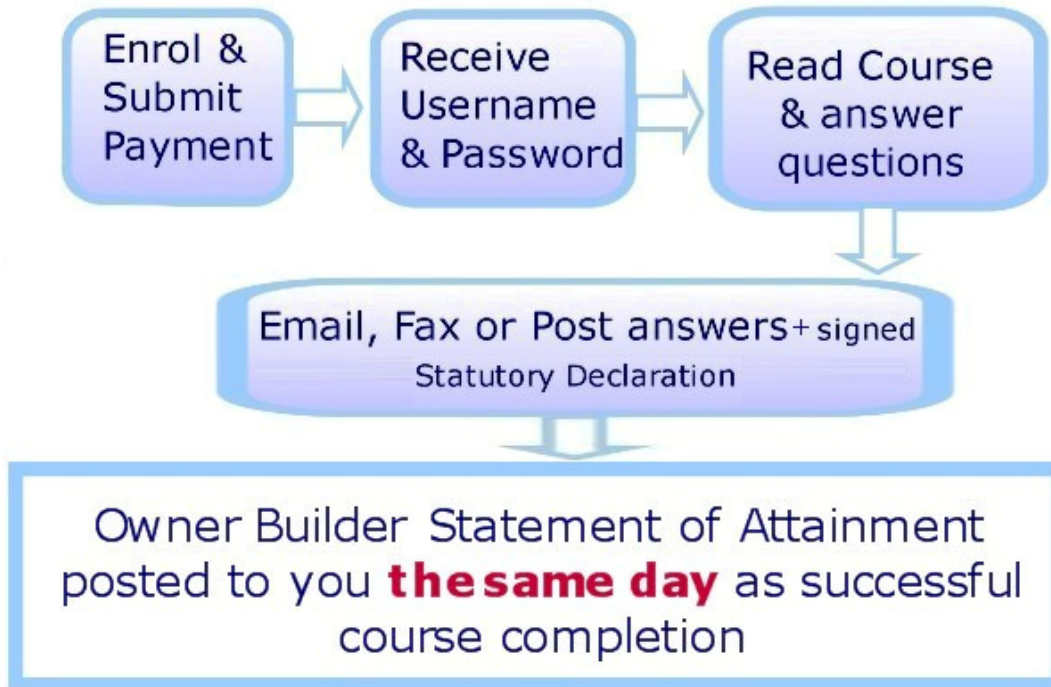 Enrol &
Submit
Payment
Receive
Username
& Password
Read Course
& answer
questions
Email, Fax or Post answers + signed
Statutory Declaration
Owner Builder Statement of Attainment
posted to you the same day as successful
course completion